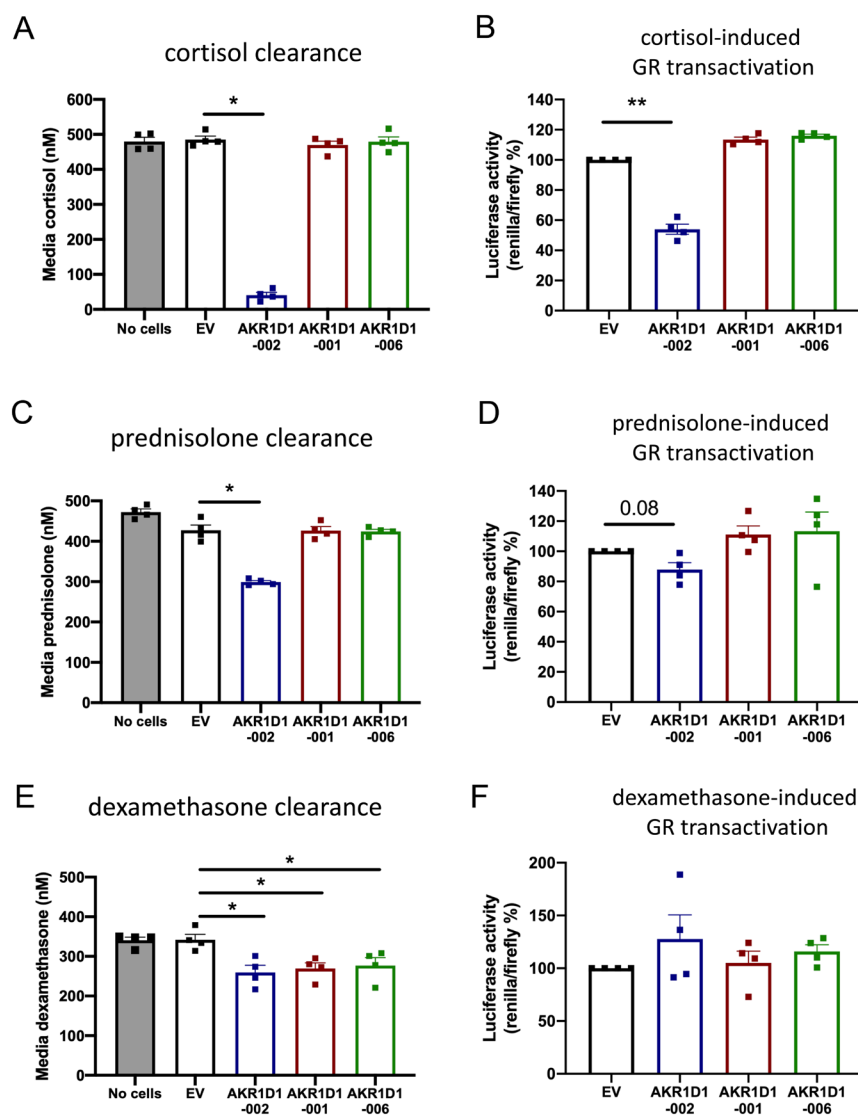 A
cortisol clearance
*
Media cortisol (nM)
600
500
400
300
200
100
0
No cells
EV
AKR1D1
-002
AKR1D1
-001
AKR1D1
-006
B
cortisol-induced
GR transactivation
**
Luciferase activity
(renilla/firefly %)
140
120
100
80
60
40
20
0
EV
AKR1D1
-002
AKR1D1
-001
AKR1D1
-006
C
prednisolone clearance
*
Media prednisolone (nM)
500
400
300
200
100
0
No cells
EV
AKR1D1
-002
AKR1D1
-001
AKR1D1
-006
D
prednisolone-induced
GR transactivation
0.08
Luciferase activity
(renilla/firefly %)
140
120
100
80
60
40
20
0
EV
AKR1D1
-002
AKR1D1
-001
AKR1D1
-006
E
dexamethasone clearance
*
*
*
Media dexamethasone (nM)
500
400
300
200
100
0
No cells
EV
AKR1D1
-002
AKR1D1
-001
AKR1D1
-006
F
dexamethasone-induced
GR transactivation
Luciferase activity
(renilla/firefly %)
200
150
100
50
0
EV
AKR1D1
-002
AKR1D1
-001
AKR1D1
-006